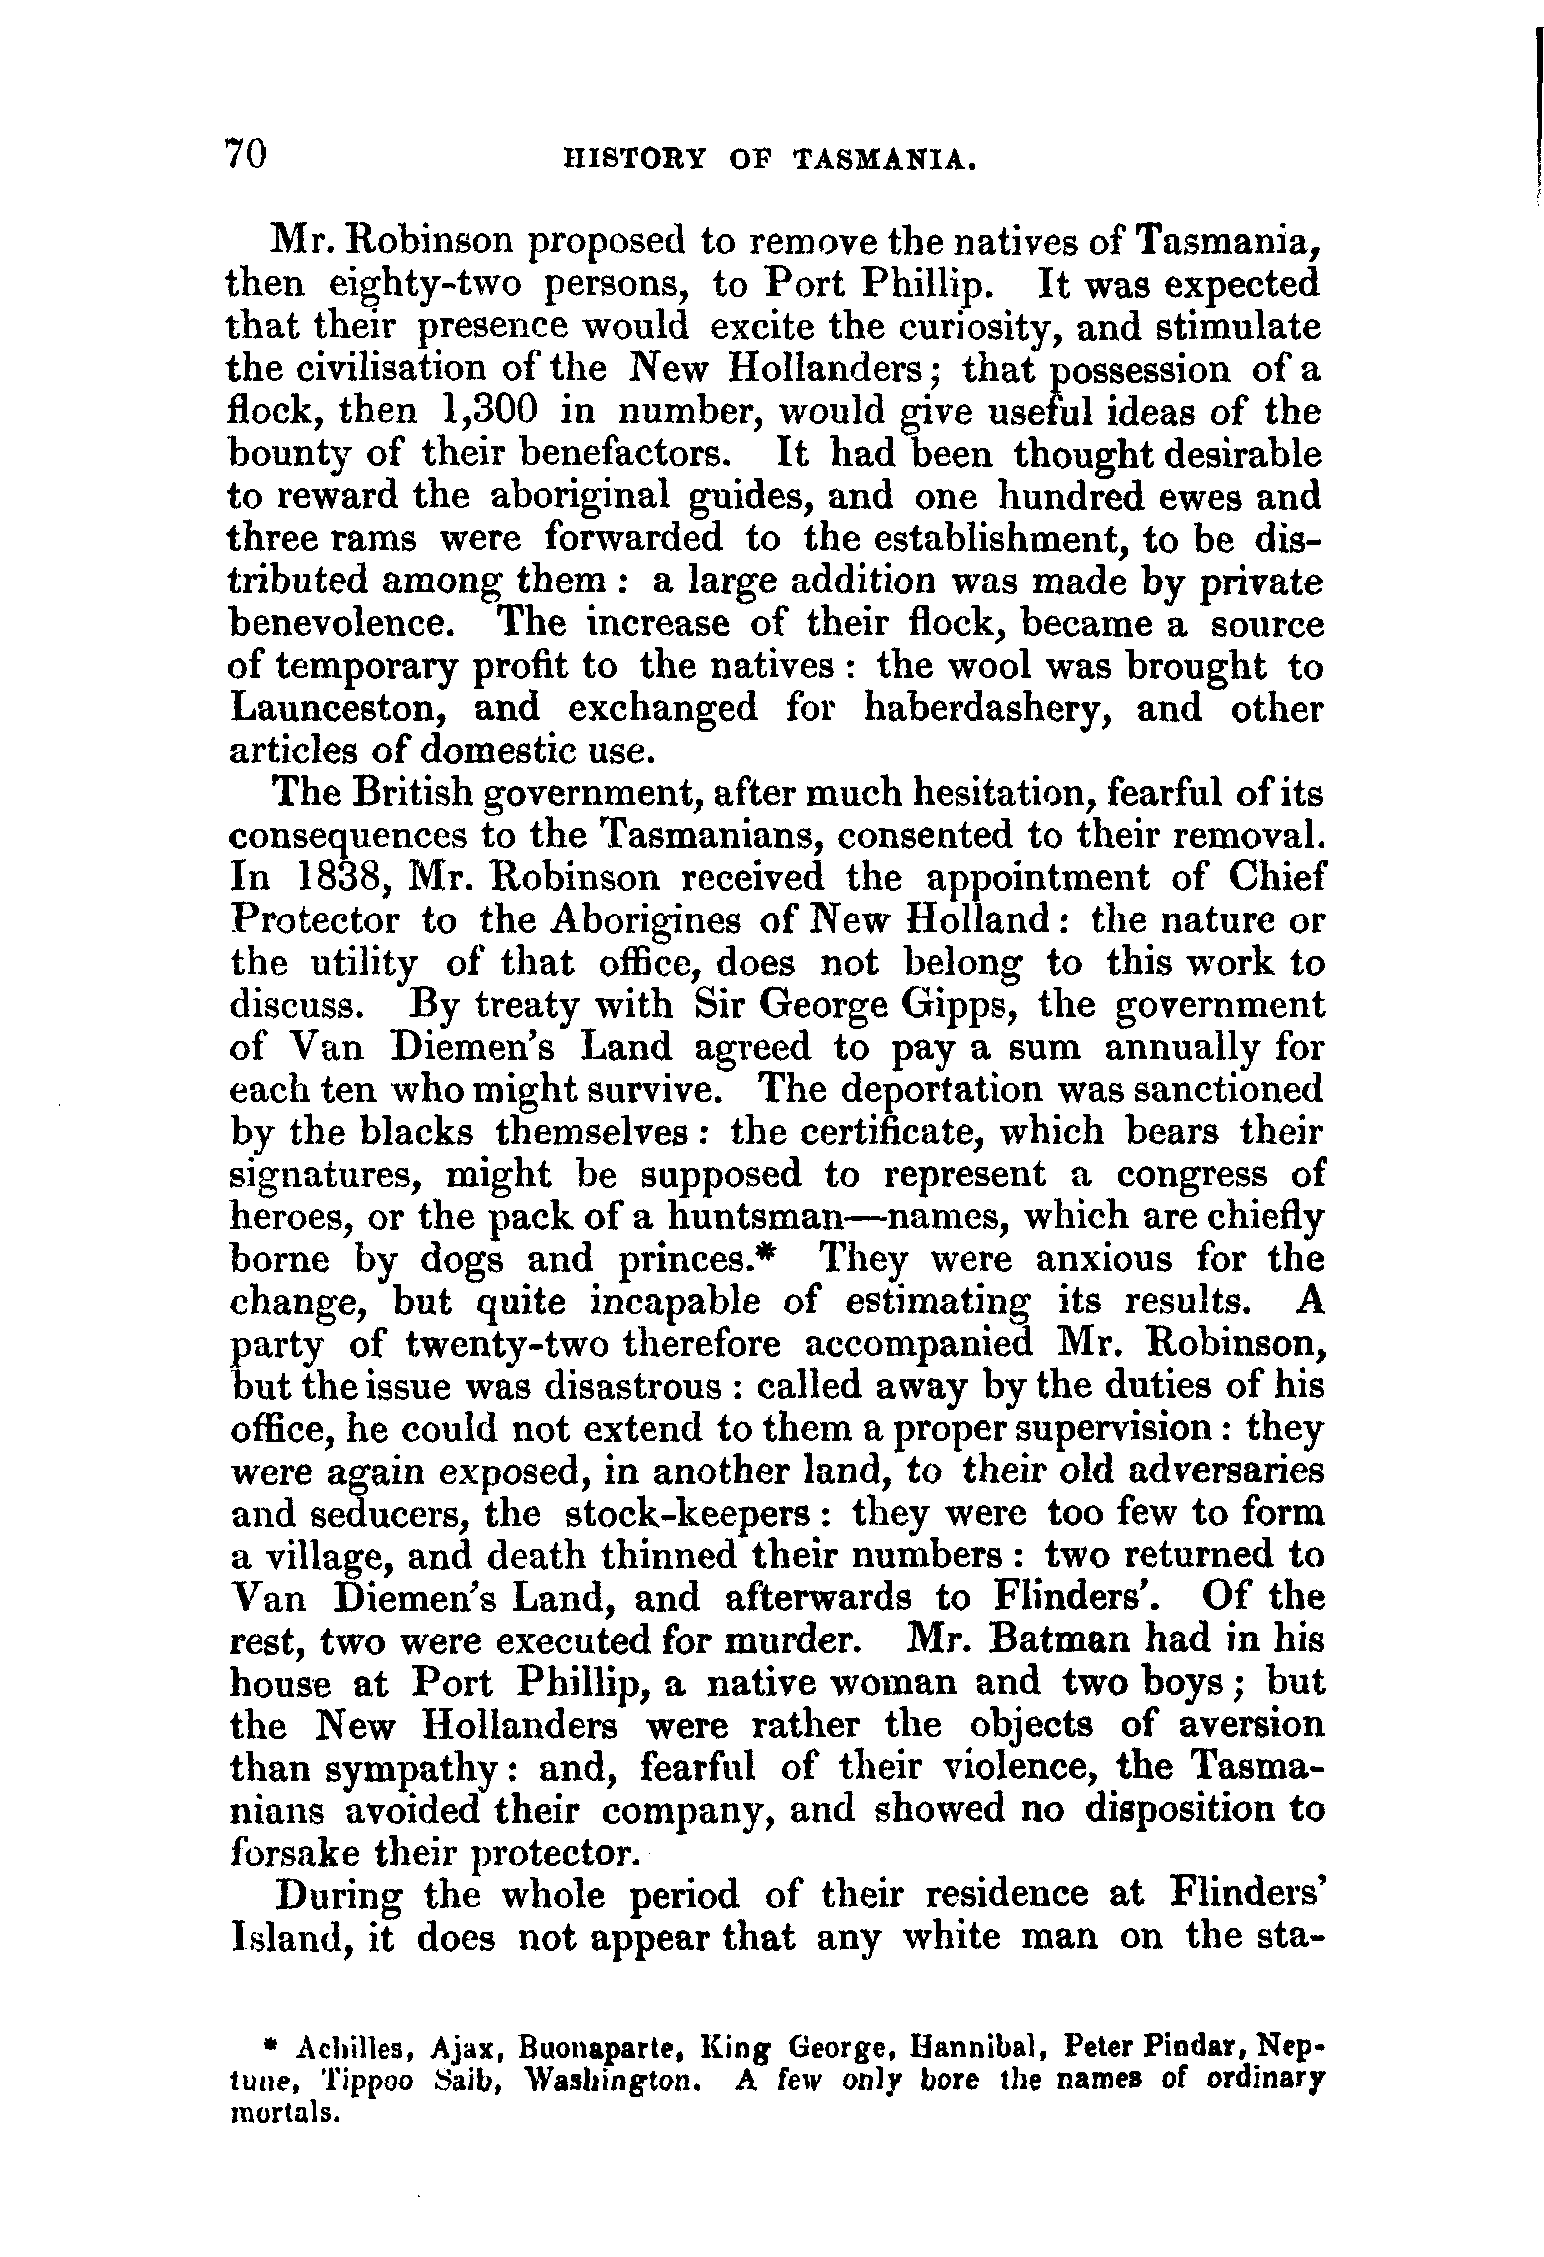 70 HISTORY OF TASMANIA.
Mr. Robinson proposed to remove the natives of Tasmania,
then eighty-two persons, to Port Phillip. It was expected
that their presence would excite the curiosity, and stimulate
the civilisation of the New Hollanders; that possession of a
flock, then 1,300 in number, would give useful ideas of the
bounty of their benefactors. It had been thought desirable
to reward the aboriginal guides, and one hundred ewes and
three rams were forwarded to the establishment, to be dis-
tributed among them : a large addition was made by private
benevolence. The increase of their flock, became a source
of temporary profit to the natives : the wool was brought to
Launceston, and exchanged for haberdashery, and other
articles of domestic use.
The British government, after much hesitation, fearful of its
consequences to the Tasmanians, consented to their removal.
In 1838, Mr. Robinson received the appointment of Chief
Protector to the Aborigines of New Holland : the nature or
the utility of that office, does not belong to this work to
discuss. By treaty with Sir George Gipps, the government
of Van Diemen's Land agreed to pay a sum annually for
each ten who might survive. The deportation was sanctioned
by the blacks themselves : the certificate, which bears their
signatures, might be supposed to represent a congress of
heroes, or the pack of a huntsman—names, which are chiefly
borne by dogs and princes.* They were anxious for the
change, but quite incapable of estimating its results. A
party of twenty-two therefore accompanied Mr. Robinson,
but the issue was disastrous : called away by the duties of his
office, he could not extend to them a proper supervision : they
were again exposed, in another land, to their old adversaries
and seducers, the stock-keepers : they were too few to form
a village, and death thinned their numbers : two returned to
Van Diemen's Land, and afterwards to Flinders'. Of the
rest, two were executed for murder. Mr. Batman had in his
house at Port Phillip, a native woman and two boys ; but
the New Hollanders were rather the objects of aversion
than sympathy : and, fearful of their violence, the Tasma-
nians avoided their company, and showed no disposition to
forsake their protector.
During the whole period of their residence at Flinders'
Island, it does not appear that any white man on the sta-
* Achilles, Ajax, Buonaparte, King George, Hannibal, Peter Pindar, Nep-
tune, Tippoo Saib, Washington. A few only bore the names of ordinary
mortals.